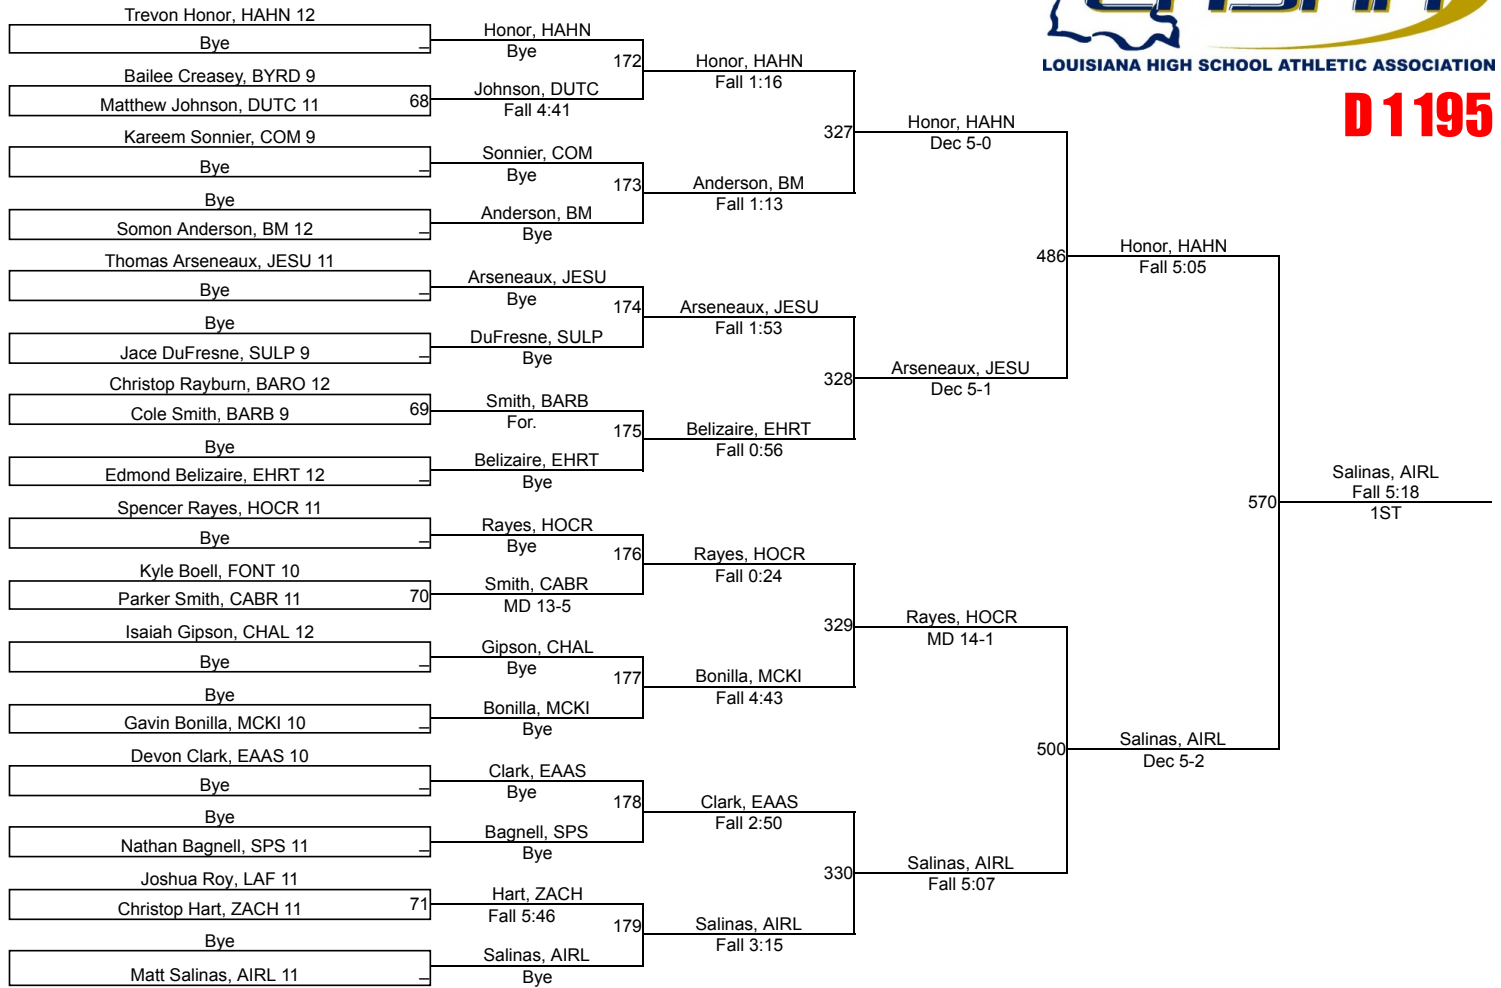 LHSAA
LOUISIANA HIGH SCHOOL ATHLETIC ASSOCIATION
D 1 195
Trevon Honor, HAHN 12
Bye
Bailee Creasey, BYRD 9
Matthew Johnson, DUTC 11
68
Kareem Sonnier, COM 9
Bye
Bye
Somon Anderson, BM 12
Thomas Arseneaux, JESU 11
Bye
Bye
Jace DuFresne, SULP 9
Christop Rayburn, BARO 12
Cole Smith, BARB 9
69
Bye
Edmond Belizaire, EHRT 12
Spencer Rayes, HOCR 11
Bye
Kyle Boell, FONT 10
Parker Smith, CABR 11
70
Isaiah Gipson, CHAL 12
Bye
Bye
Gavin Bonilla, MCKI 10
Devon Clark, EAAS 10
Bye
Bye
Nathan Bagnell, SPS 11
Joshua Roy, LAF 11
Christop Hart, ZACH 11
71
Bye
Matt Salinas, AIRL 11
Honor, HAHN
Bye
172
Johnson, DUTC
Fall 4:41
Sonnier, COM
Bye
173
Anderson, BM
Bye
Arseneaux, JESU
Bye
174
DuFresne, SULP
Bye
Smith, BARB
For.
175
Belizaire, EHRT
Bye
Rayes, HOCR
Bye
176
Smith, CABR
MD 13-5
Gipson, CHAL
Bye
177
Bonilla, MCKI
Bye
Clark, EAAS
Bye
178
Bagnell, SPS
Bye
Hart, ZACH
Fall 5:46
179
Salinas, AIRL
Bye
Honor, HAHN
Fall 1:16
327
Anderson, BM
Fall 1:13
Arseneaux, JESU
Fall 1:53
328
Belizaire, EHRT
Fall 0:56
Rayes, HOCR
Fall 0:24
329
Bonilla, MCKI
Fall 4:43
Clark, EAAS
Fall 2:50
330
Salinas, AIRL
Fall 3:15
Honor, HAHN
Dec 5-0
486
Arseneaux, JESU
Dec 5-1
Rayes, HOCR
MD 14-1
500
Salinas, AIRL
Fall 5:07
Honor, HAHN
Fall 5:05
570
Salinas, AIRL
Dec 5-2
Salinas, AIRL
Fall 5:18
1ST